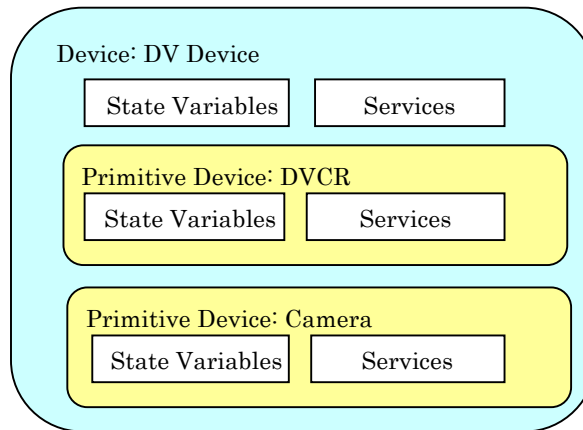 Device: DV Device
State Variables Services
Primitive Device: DVCR
State Variables Services
Primitive Device: Camera
State Variables Services